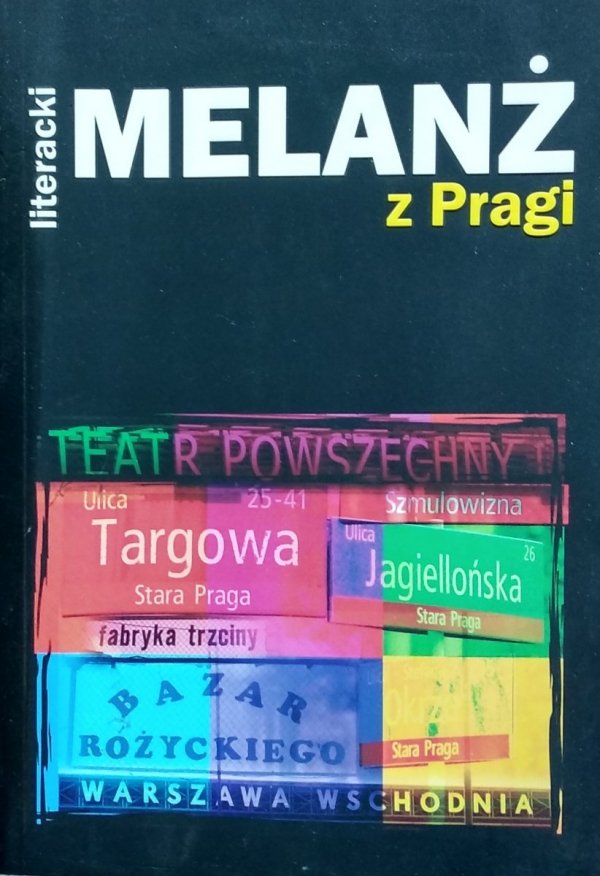 literacki
MELANŻ
z Pragi
TEATR POWSZECHNY
Ulica 25-41
Targowa
Stara Praga
Szmulowizna
Ulica 26
Jagiellońska
Stara Praga
fabryka trzciny
BAZAR
RÓŻYCKIEGO
Stara Praga
WARSZAWA WSCHODNIA